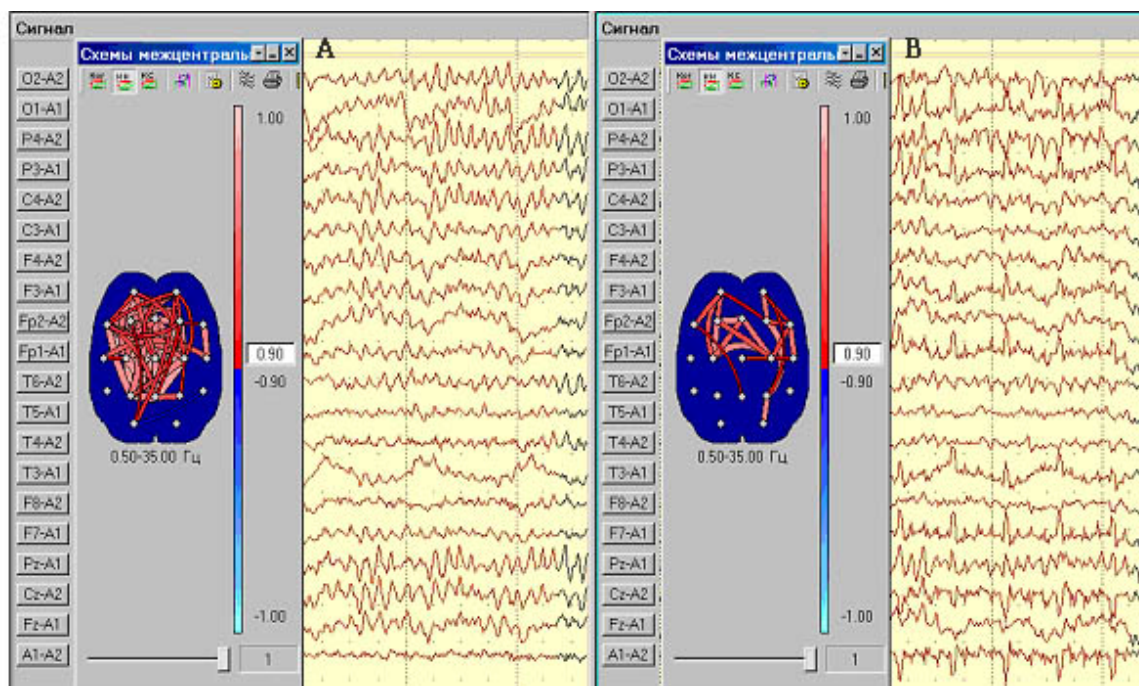 Сигнал
Схемы межцентраль
A
O2-A2
O1-A1
P4-A2
P3-A1
C4-A2
C3-A1
F4-A2
F3-A1
Fp2-A2
Fp1-A1
T6-A2
T5-A1
T4-A2
T3-A1
F8-A2
F7-A1
Pz-A1
Cz-A2
Fz-A1
A1-A2
1.00
0.90
-0.90
0.50-35.00 Гц
-1.00
1
Сигнал
Схемы межцентраль
B
O2-A2
O1-A1
P4-A2
P3-A1
C4-A2
C3-A1
F4-A2
F3-A1
Fp2-A2
Fp1-A1
T6-A2
T5-A1
T4-A2
T3-A1
F8-A2
F7-A1
Pz-A1
Cz-A2
Fz-A1
A1-A2
1.00
0.90
-0.90
0.50-35.00 Гц
-1.00
1